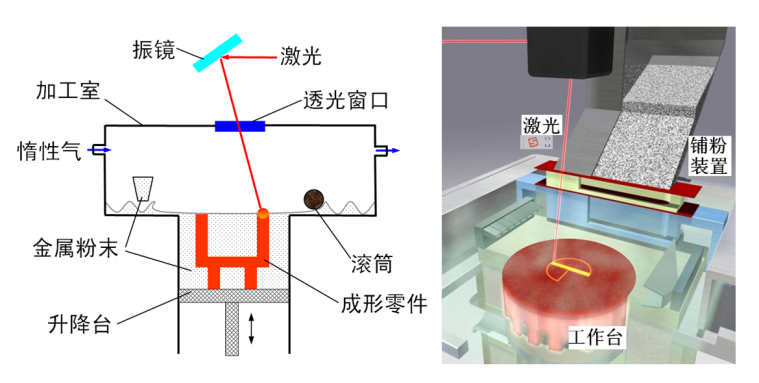 振镜
激光
加工室
透光窗口
惰性气
金属粉末
滚筒
升降台
成形零件
激光
铺粉
装置
工作台